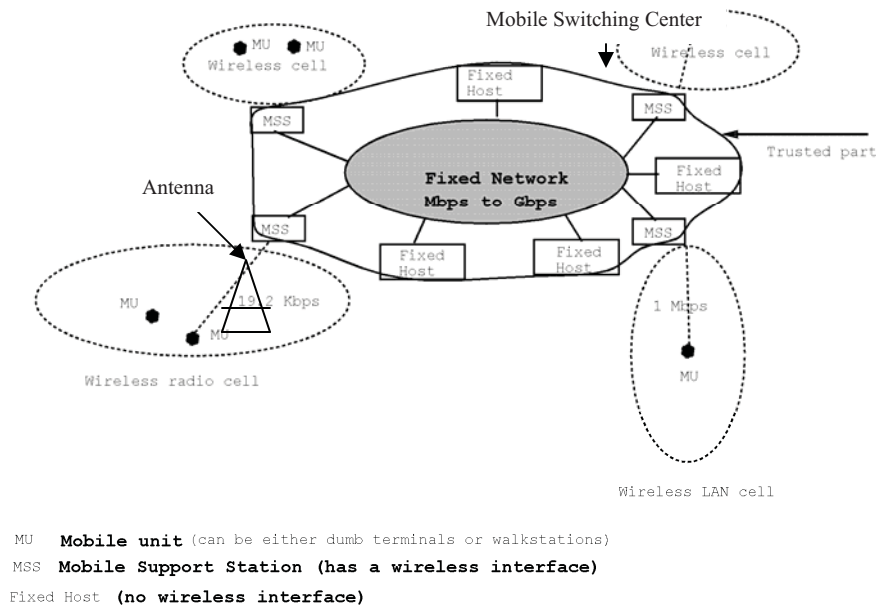 Mobile Switching Center
MU MU
Wireless cell
Wireless cell
Fixed
Host
MSS
MSS
Trusted part
Fixed Network
Mbps to Gbps
Fixed
Host
Antenna
MSS
MSS
Fixed
Host
Fixed
Host
19.2 Kbps
MU
MU
1 Mbps
MU
Wireless radio cell
Wireless LAN cell
MU Mobile unit (can be either dumb terminals or walkstations)
MSS Mobile Support Station (has a wireless interface)
Fixed Host (no wireless interface)